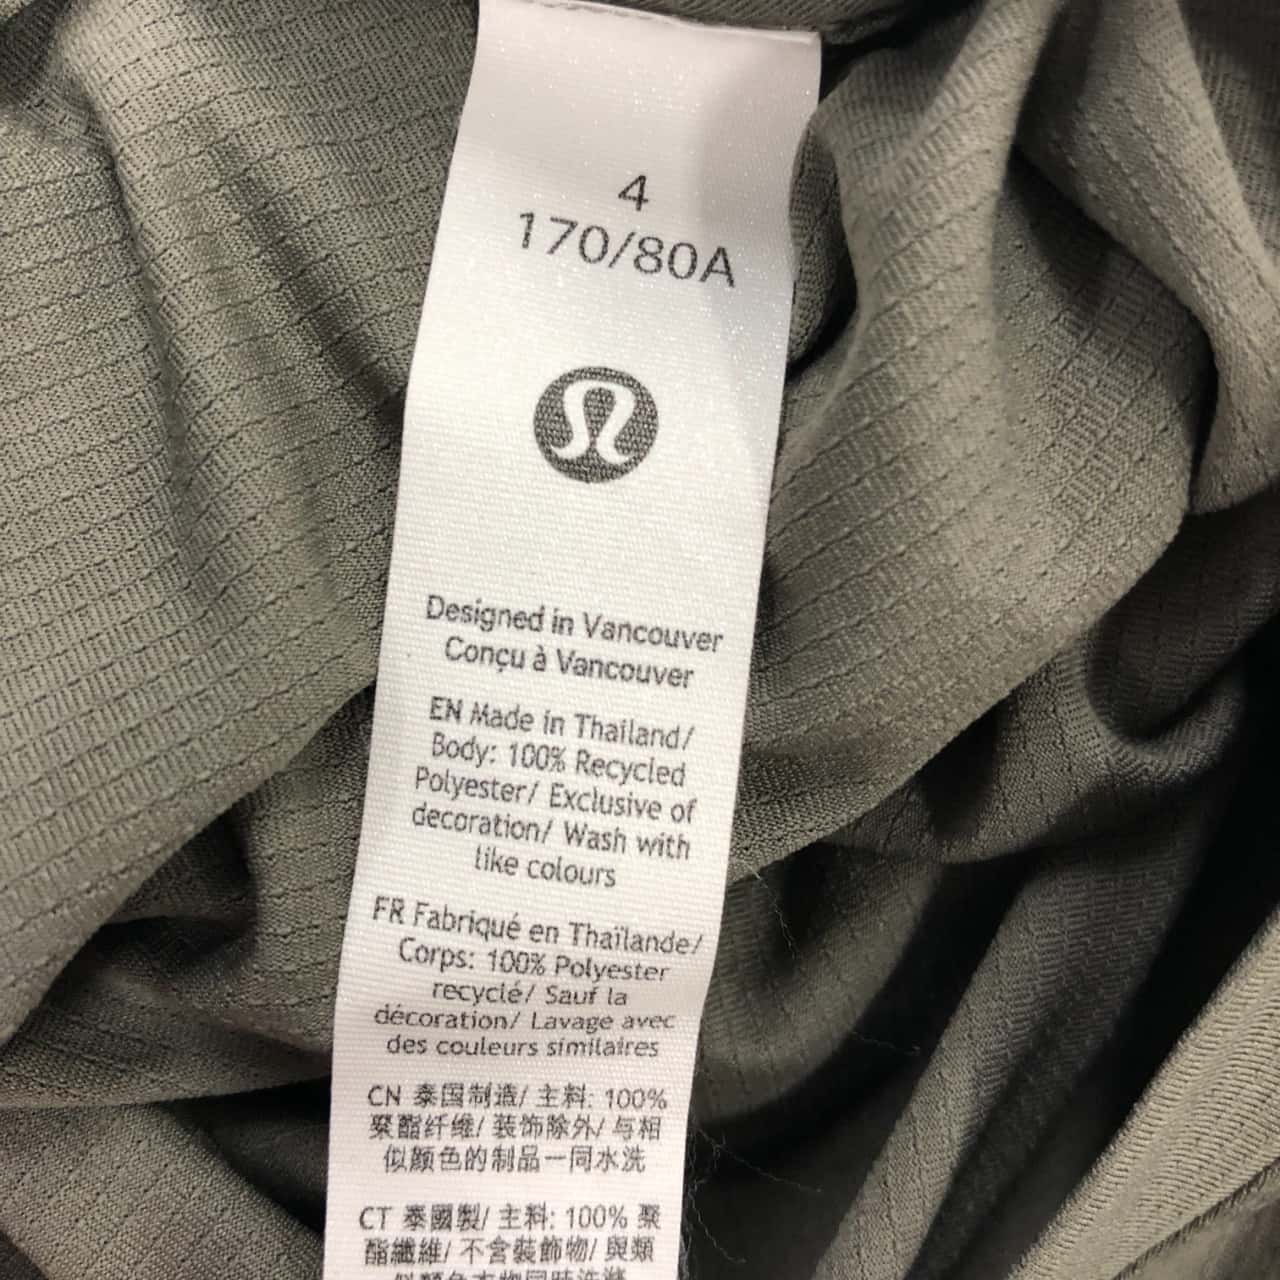 4
170/80A
Designed in Vancouver
Conçu à Vancouver
EN Made in Thailand/
Body: 100% Recycled
Polyester/ Exclusive of
decoration/ Wash with
like colours
FR Fabriqué en Thaïlande/
Corps: 100% Polyester
recyclé/ Sauf la
décoration/ Lavage avec
des couleurs similaires
CN 泰国制造/ 主料: 100%
聚酯纤维/ 装饰除外/ 与相
似颜色的制品一同水洗
CT 泰國製/ 主料: 100% 聚
酯纖維/ 不含裝飾物/ 與類